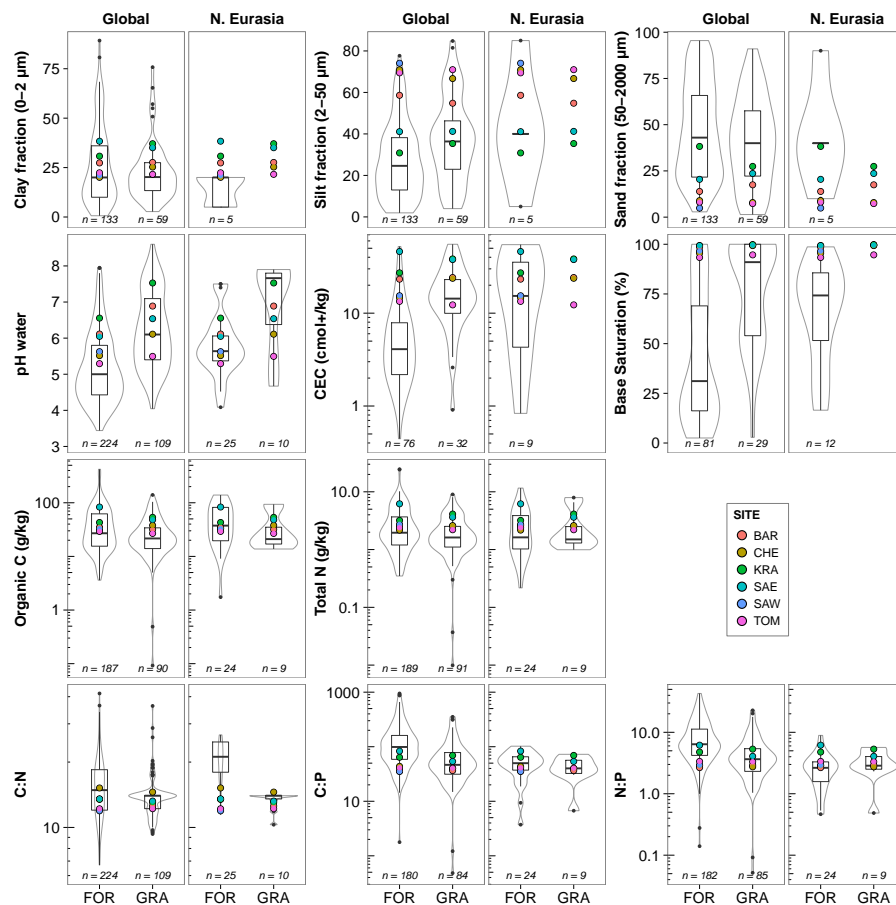 Global N. Eurasia Global N. Eurasia Global N. Eurasia
Clay fraction (0−2 μm)
75
50
25
0
n = 133 n = 59 n = 5
Silt fraction (2−50 μm)
80
60
40
20
0
n = 133 n = 59 n = 5
Sand fraction (50−2000 μm)
100
75
50
25
0
n = 133 n = 59 n = 5
pH water
8
7
6
5
4
3
n = 224 n = 109 n = 25 n = 10
CEC (cmol+/kg)
10
1
n = 76 n = 32 n = 9
Base Saturation (%)
100
75
50
25
0
n = 81 n = 29 n = 12
Organic C (g/kg)
100
1
n = 187 n = 90 n = 24 n = 9
Total N (g/kg)
10.0
0.1
n = 189 n = 91 n = 24 n = 9
SITE
BAR
CHE
KRA
SAE
SAW
TOM
C:N
10
n = 224 n = 109 n = 25 n = 10
FOR GRA FOR GRA
C:P
1000
10
n = 180 n = 84 n = 24 n = 9
FOR GRA FOR GRA
N:P
10.0
1.0
0.1
n = 182 n = 85 n = 24 n = 9
FOR GRA FOR GRA